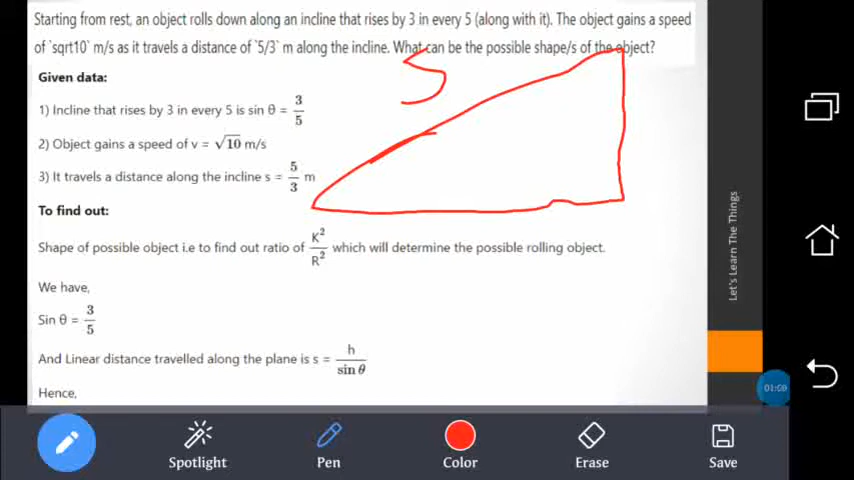 Starting from rest, an object rolls down along an incline that rises by 3 in every 5 (along with it). The object gains a speed
of `sqrt10` m/s as it travels a distance of `5/3` m along the incline. What can be the possible shape/s of the object?
Given data:
1) Incline that rises by 3 in every 5 is sin θ = 3/5
2) Object gains a speed of v = √10 m/s
3) It travels a distance along the incline s = 5/3 m
To find out:
Shape of possible object i.e to find out ratio of K²/R² which will determine the possible rolling object.
We have,
Sin θ = 3/5
And Linear distance travelled along the plane is s = h/sin θ
Hence,
Let's Learn The Things
01:09
Spotlight
Pen
Color
Erase
Save